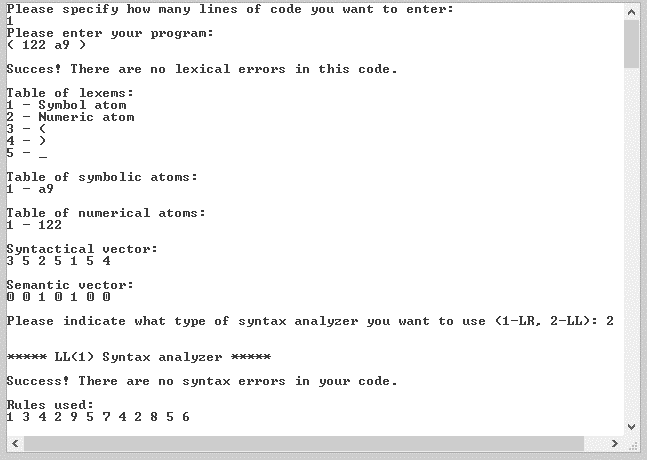 Please specify how many lines of code you want to enter:
1
Please enter your program:
( 122 a9 )
Succes! There are no lexical errors in this code.
Table of lexems:
1 - Symbol atom
2 - Numeric atom
3 - (
4 - )
5 - _
Table of symbolic atoms:
1 - a9
Table of numerical atoms:
1 - 122
Syntactical vector:
3 5 2 5 1 5 4
Semantic vector:
0 0 1 0 1 0 0
Please indicate what type of syntax analyzer you want to use (1-LR, 2-LL): 2
***** LL(1) Syntax analyzer *****
Success! There are no syntax errors in your code.
Rules used:
1 3 4 2 9 5 7 4 2 8 5 6